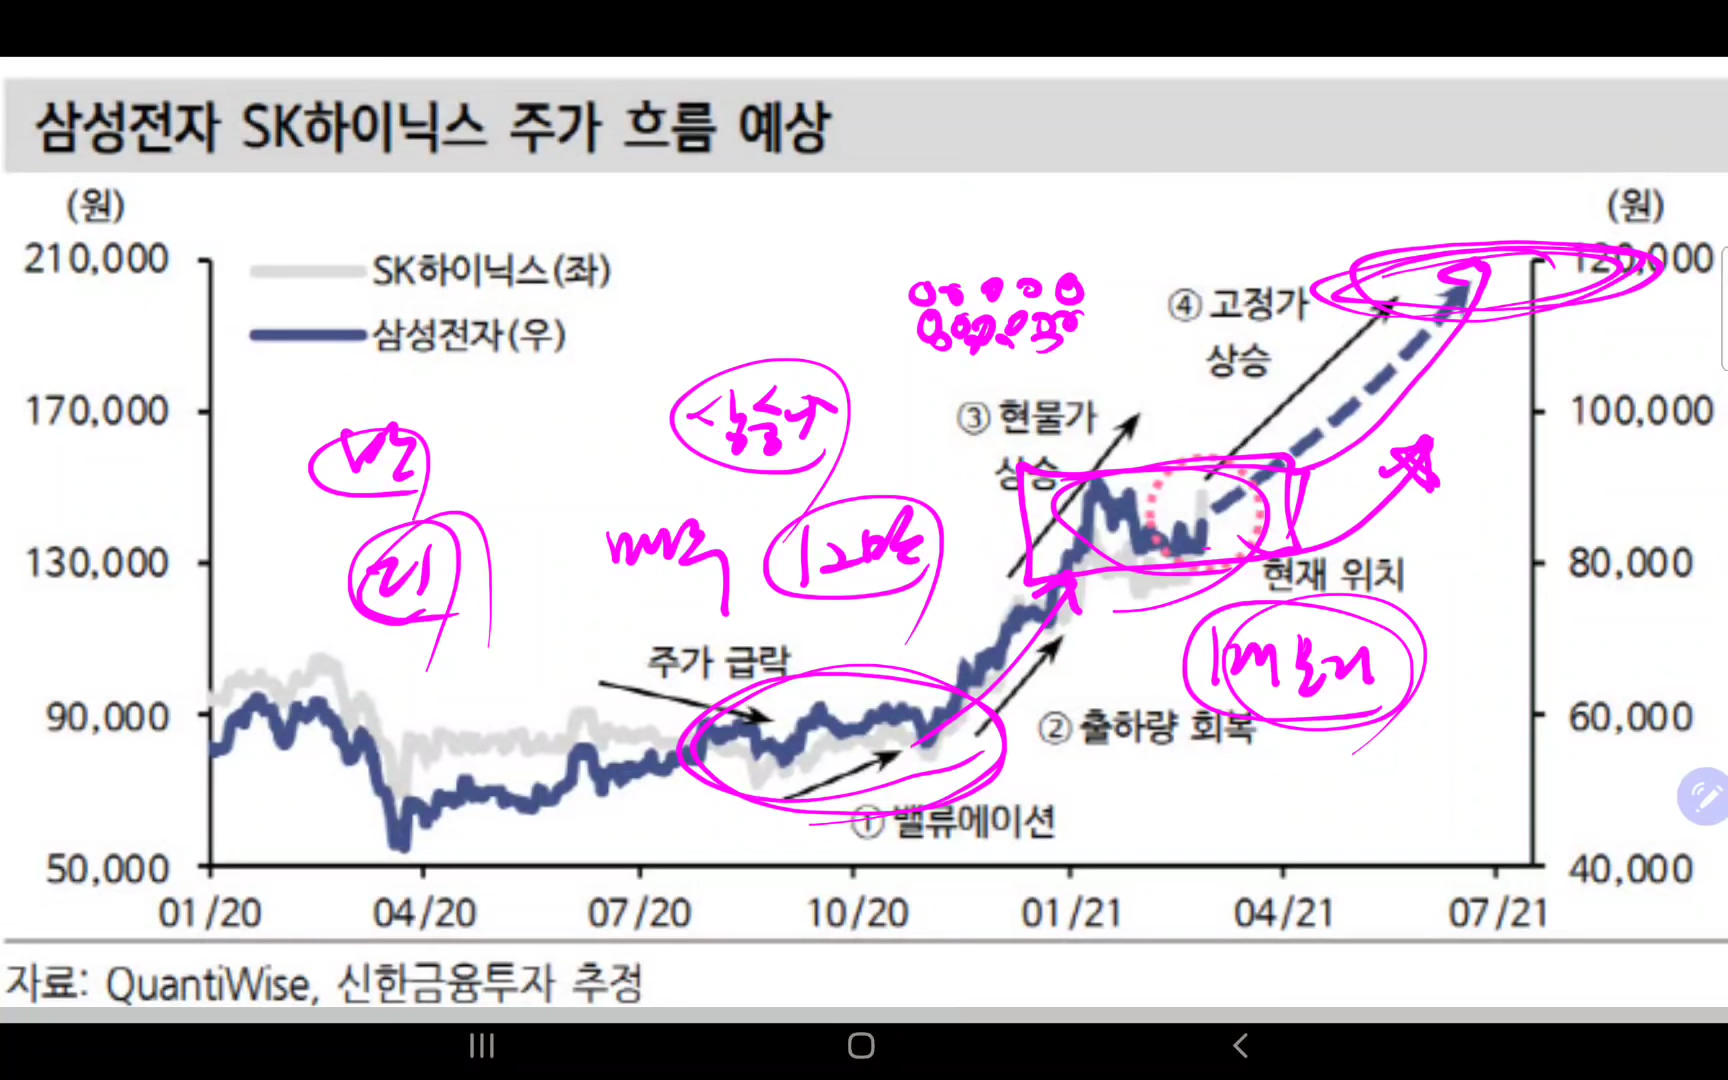 삼성전자 SK하이닉스 주가 흐름 예상
(원)
(원)
210,000
170,000
130,000
90,000
50,000
SK하이닉스(좌)
삼성전자(우)
④ 고정가
상승
③ 현물가
상승
현재 위치
주가 급락
② 출하량 회복
① 밸류에이션
120,000
100,000
80,000
60,000
40,000
01/20 04/20 07/20 10/20 01/21 04/21 07/21
자료: QuantiWise, 신한금융투자 추정